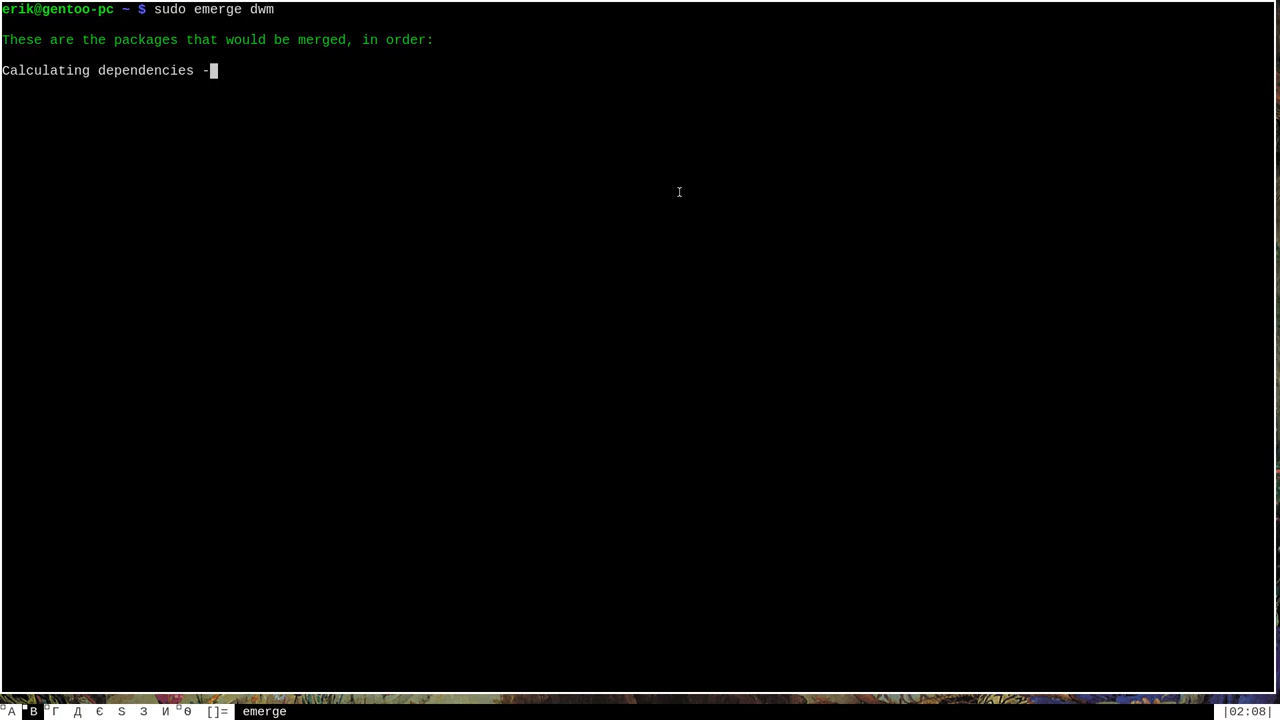 erik@gentoo-pc ~ $ sudo emerge dwm
These are the packages that would be merged, in order:
Calculating dependencies -
А В Г Д Є Ѕ З И Ѳ []= emerge |02:08|